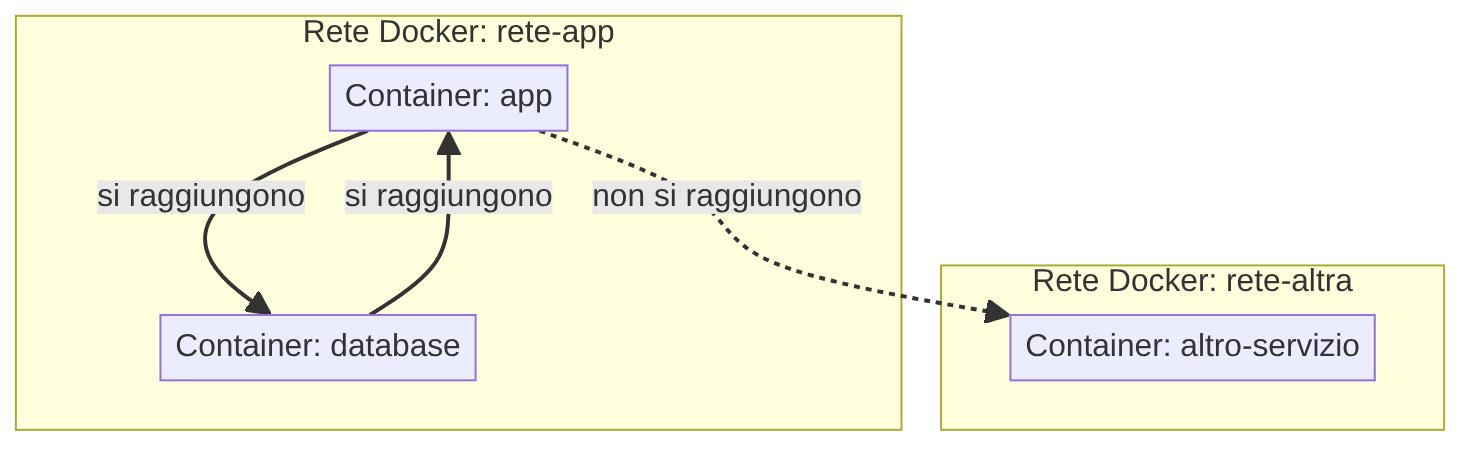 Rete Docker: rete-app
Container: app
si raggiungono
si raggiungono
non si raggiungono
Rete Docker: rete-altra
Container: database
Container: altro-servizio